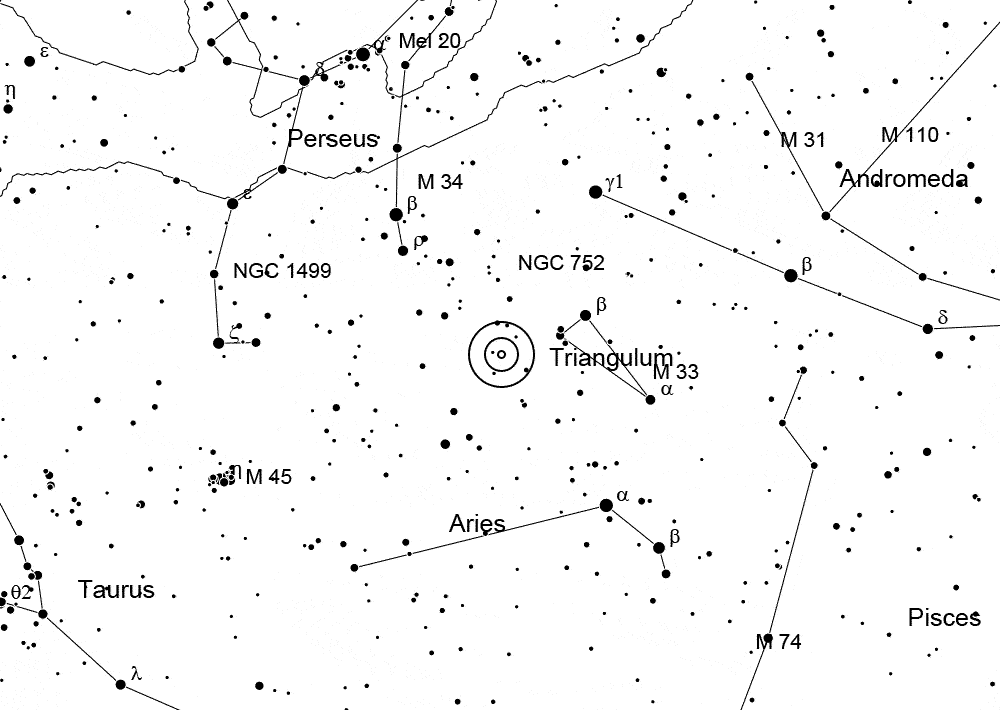 α
Mel 20
ε
δ
η
Perseus
M 31
M 110
M 34
γ1
Andromeda
ε
β
ρ
NGC 1499
NGC 752
β
β
δ
ζ
Triangulum
M 33
α
η
M 45
α
Aries
β
θ2
Taurus
Pisces
M 74
λ